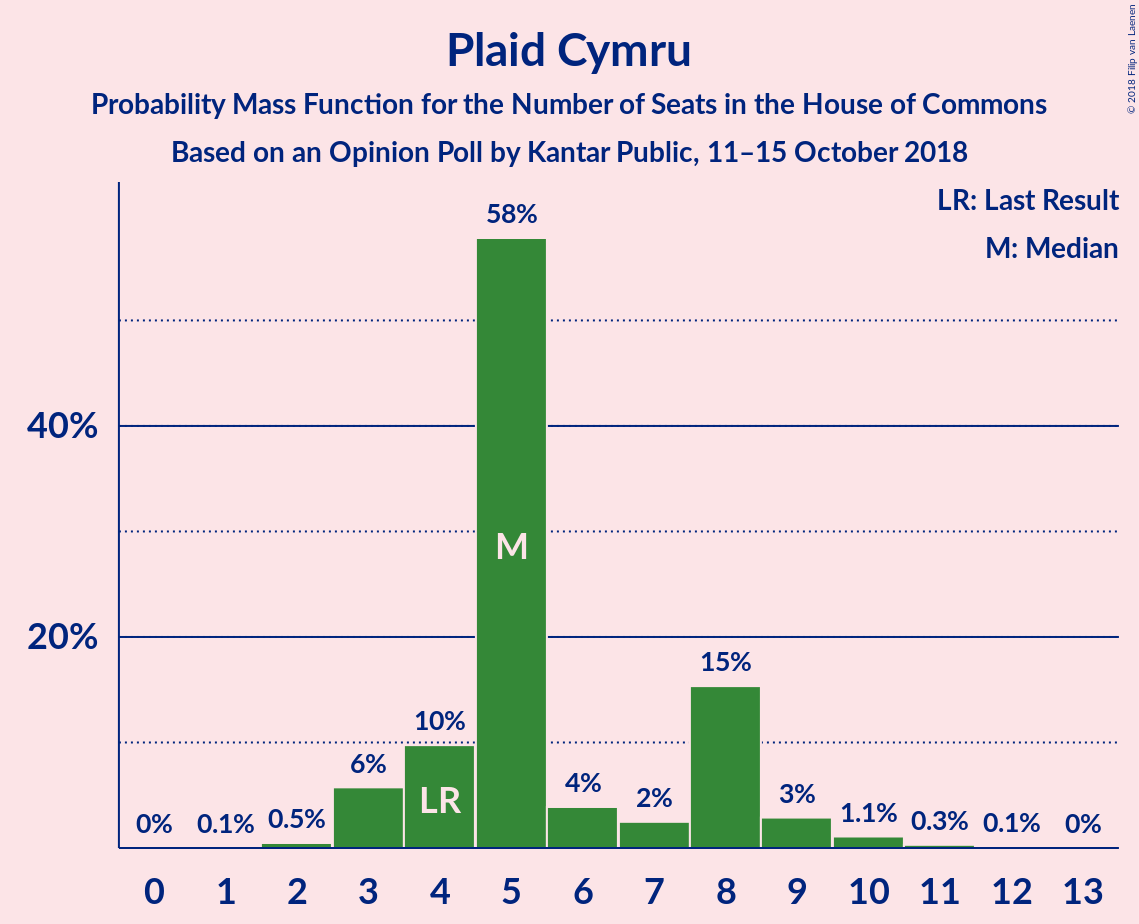 Plaid Cymru
Probability Mass Function for the Number of Seats in the House of Commons
Based on an Opinion Poll by Kantar Public, 11–15 October 2018
© 2018 Filip van Laenen
LR: Last Result
M: Median
40%
20%
0%
0.1%
0.5%
6%
10%
58%
4%
2%
15%
3%
1.1%
0.3%
0.1%
0%
LR
M
0 1 2 3 4 5 6 7 8 9 10 11 12 13